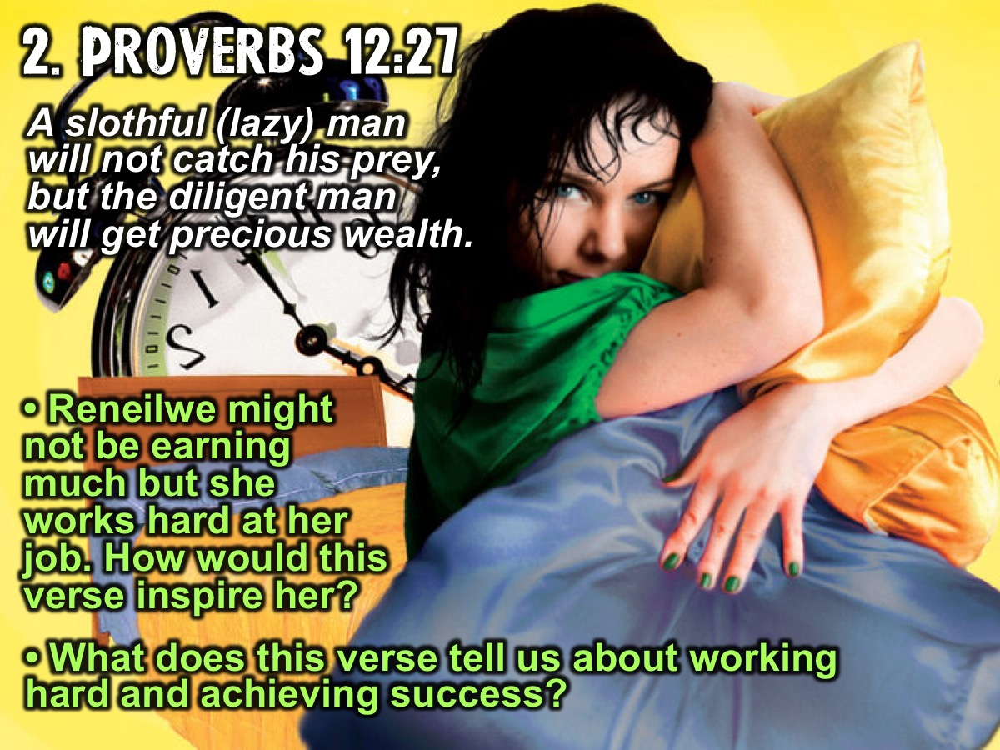 2. PROVERBS 12:27
A slothful (lazy) man
will not catch his prey,
but the diligent man
will get precious wealth.
• Reneilwe might
not be earning
much but she
works hard at her
job. How would this
verse inspire her?
• What does this verse tell us about working
hard and achieving success?